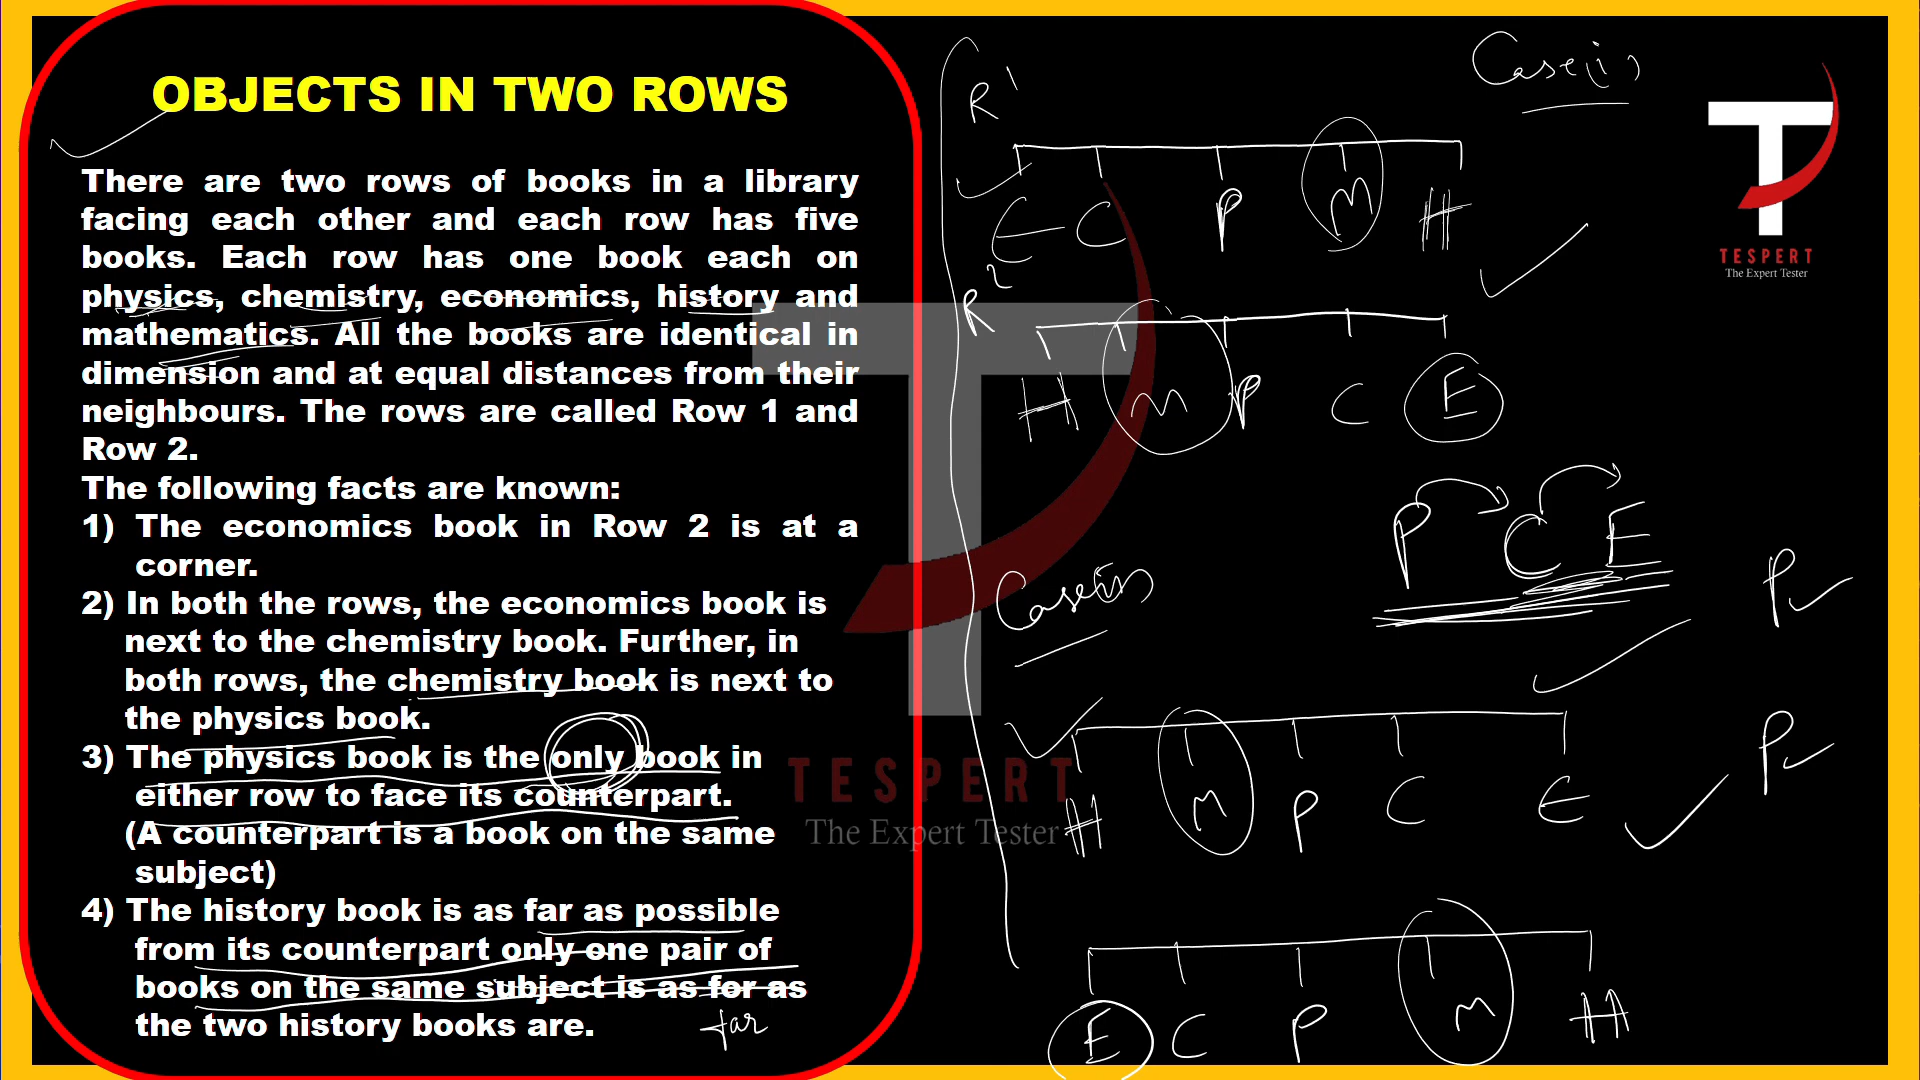 OBJECTS IN TWO ROWS
There are two rows of books in a library
facing each other and each row has five
books. Each row has one book each on
physics, chemistry, economics, history and
mathematics. All the books are identical in
dimension and at equal distances from their
neighbours. The rows are called Row 1 and
Row 2.
The following facts are known:
1) The economics book in Row 2 is at a
corner.
2) In both the rows, the economics book is
next to the chemistry book. Further, in
both rows, the chemistry book is next to
the physics book.
3) The physics book is the only book in
either row to face its counterpart.
(A counterpart is a book on the same
subject)
4) The history book is as far as possible
from its counterpart only one pair of
books on the same subject is as for as
the two history books are.
far
Case(i)
R1
E C P M H
R2
H M P C E
P C E
Case(ii)
H M P C E
E C P M H
TESPERT
The Expert Tester
TESPERT
The Expert Tester